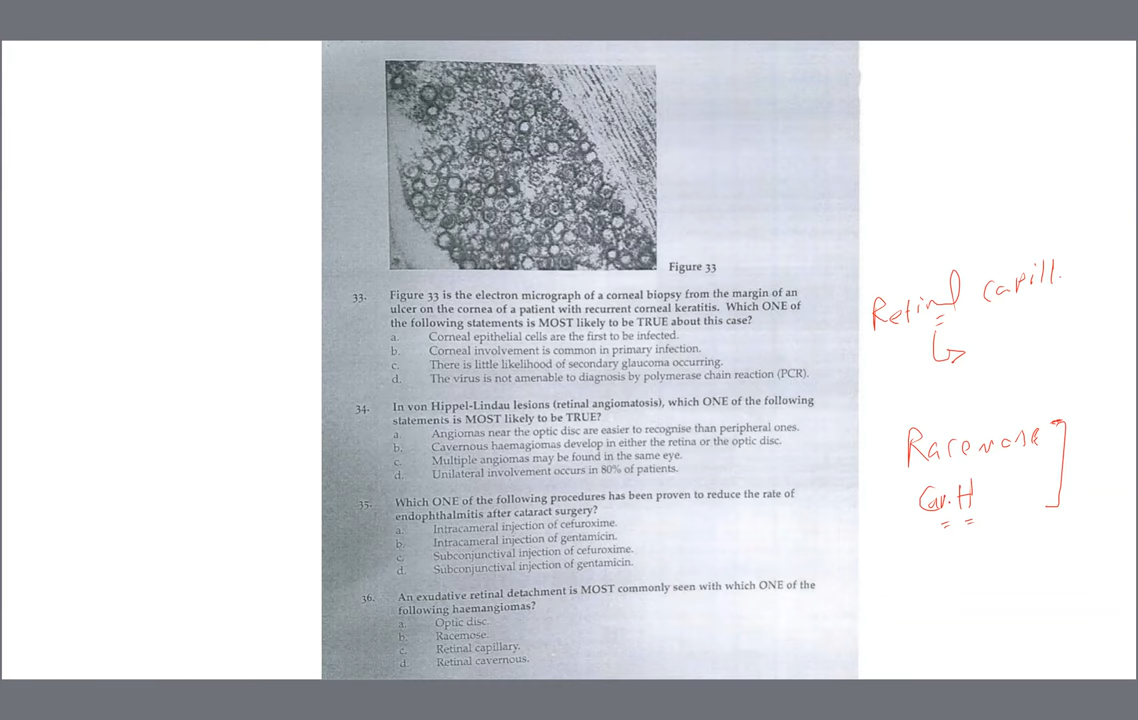 Figure 33
33. Figure 33 is the electron micrograph of a corneal biopsy from the margin of an
ulcer on the cornea of a patient with recurrent corneal keratitis. Which ONE of
the following statements is MOST likely to be TRUE about this case?
a. Corneal epithelial cells are the first to be infected.
b. Corneal involvement is common in primary infection.
c. There is little likelihood of secondary glaucoma occurring.
d. The virus is not amenable to diagnosis by polymerase chain reaction (PCR).
34. In von Hippel-Lindau lesions (retinal angiomatosis), which ONE of the following
statements is MOST likely to be TRUE?
a. Angiomas near the optic disc are easier to recognise than peripheral ones.
b. Cavernous haemagiomas develop in either the retina or the optic disc.
c. Multiple angiomas may be found in the same eye.
d. Unilateral involvement occurs in 80% of patients.
35. Which ONE of the following procedures has been proven to reduce the rate of
endophthalmitis after cataract surgery?
a. Intracameral injection of cefuroxime.
b. Intracameral injection of gentamicin.
c. Subconjunctival injection of cefuroxime.
d. Subconjunctival injection of gentamicin.
36. An exudative retinal detachment is MOST commonly seen with which ONE of the
following haemangiomas?
a. Optic disc.
b. Racemose.
c. Retinal capillary.
d. Retinal cavernous.
Retinal capill.
Racemose
Cav.H